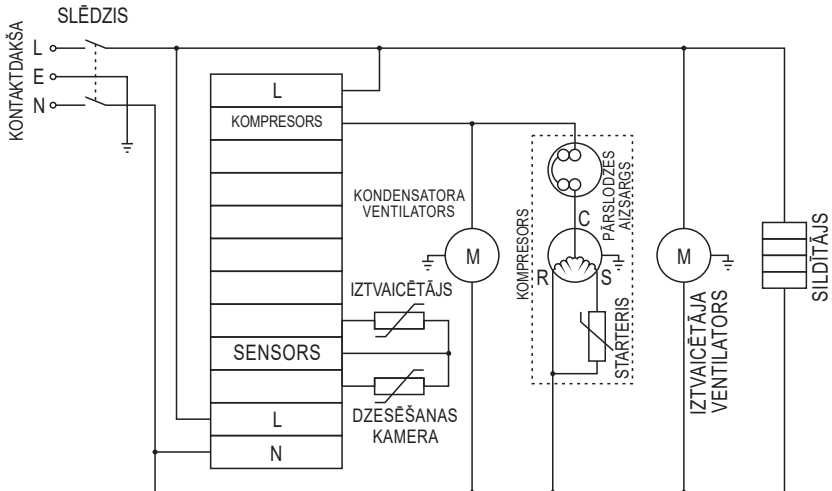 SLĒDZIS
KONTAKTDAKŠA
L
E
N
L
KOMPRESORS
SENSORS
L
N
KONDENSATORA
VENTILATORS
M
IZTVAICĒTĀJS
DZESĒŠANAS
KAMERA
KOMPRESORS
PĀRSLODZES
AIZSARGS
C
R
S
STARTERIS
M
IZTVAICĒTĀJA
VENTILATORS
SILDĪTĀJS